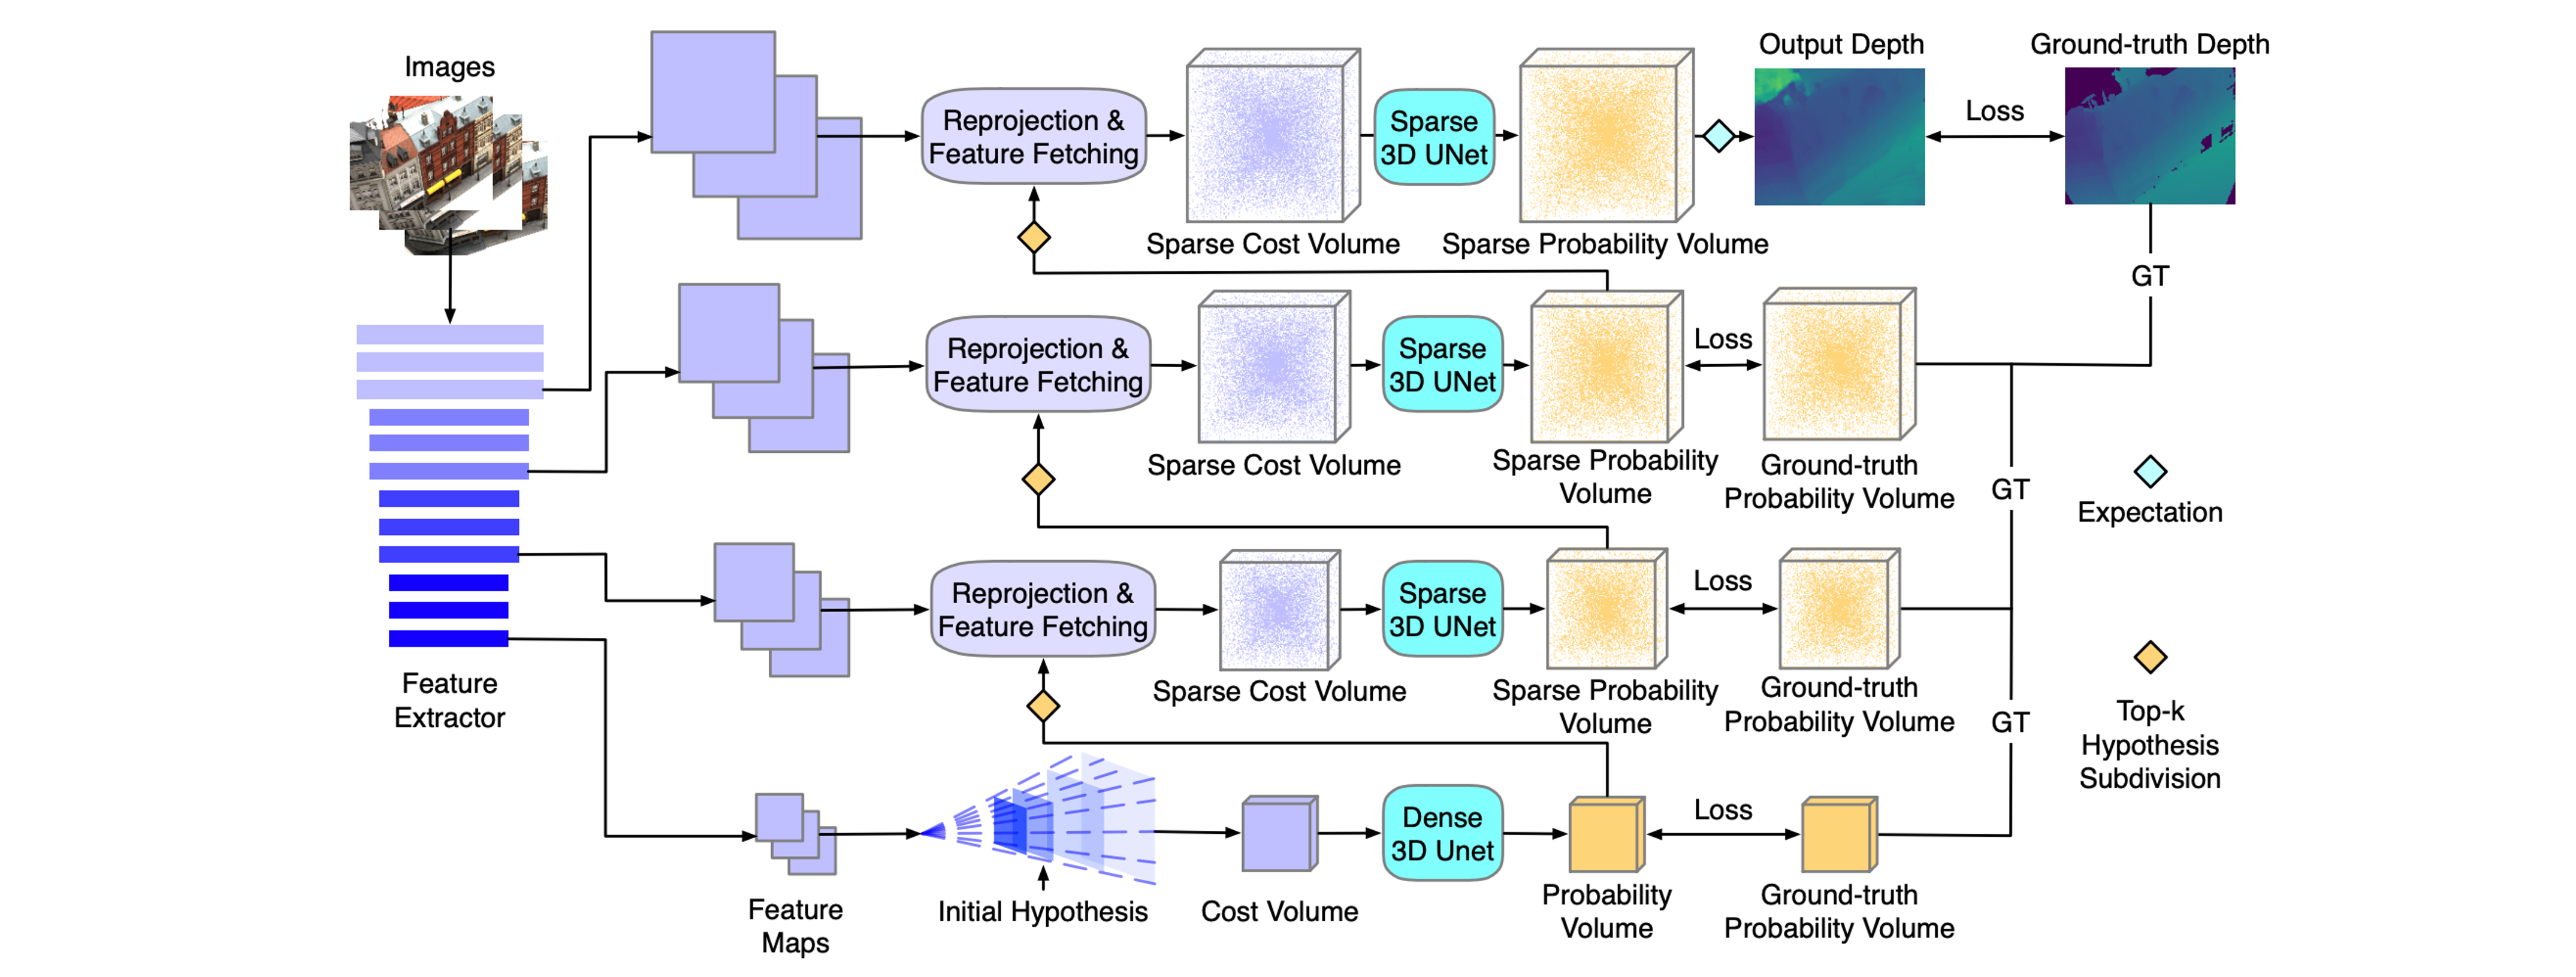 Images
Output Depth
Ground-truth Depth
Reprojection &
Feature Fetching
Sparse
3D UNet
Loss
Sparse Cost Volume
Sparse Probability Volume
GT
Reprojection &
Feature Fetching
Sparse
3D UNet
Loss
Sparse Cost Volume
Sparse Probability
Volume
Ground-truth
Probability Volume
GT
Expectation
Reprojection &
Feature Fetching
Sparse
3D UNet
Loss
Sparse Cost Volume
Sparse Probability
Volume
Ground-truth
Probability Volume
GT
Feature
Extractor
Top-k
Hypothesis
Subdivision
Dense
3D Unet
Loss
Feature
Maps
Initial Hypothesis
Cost Volume
Probability
Volume
Ground-truth
Probability Volume